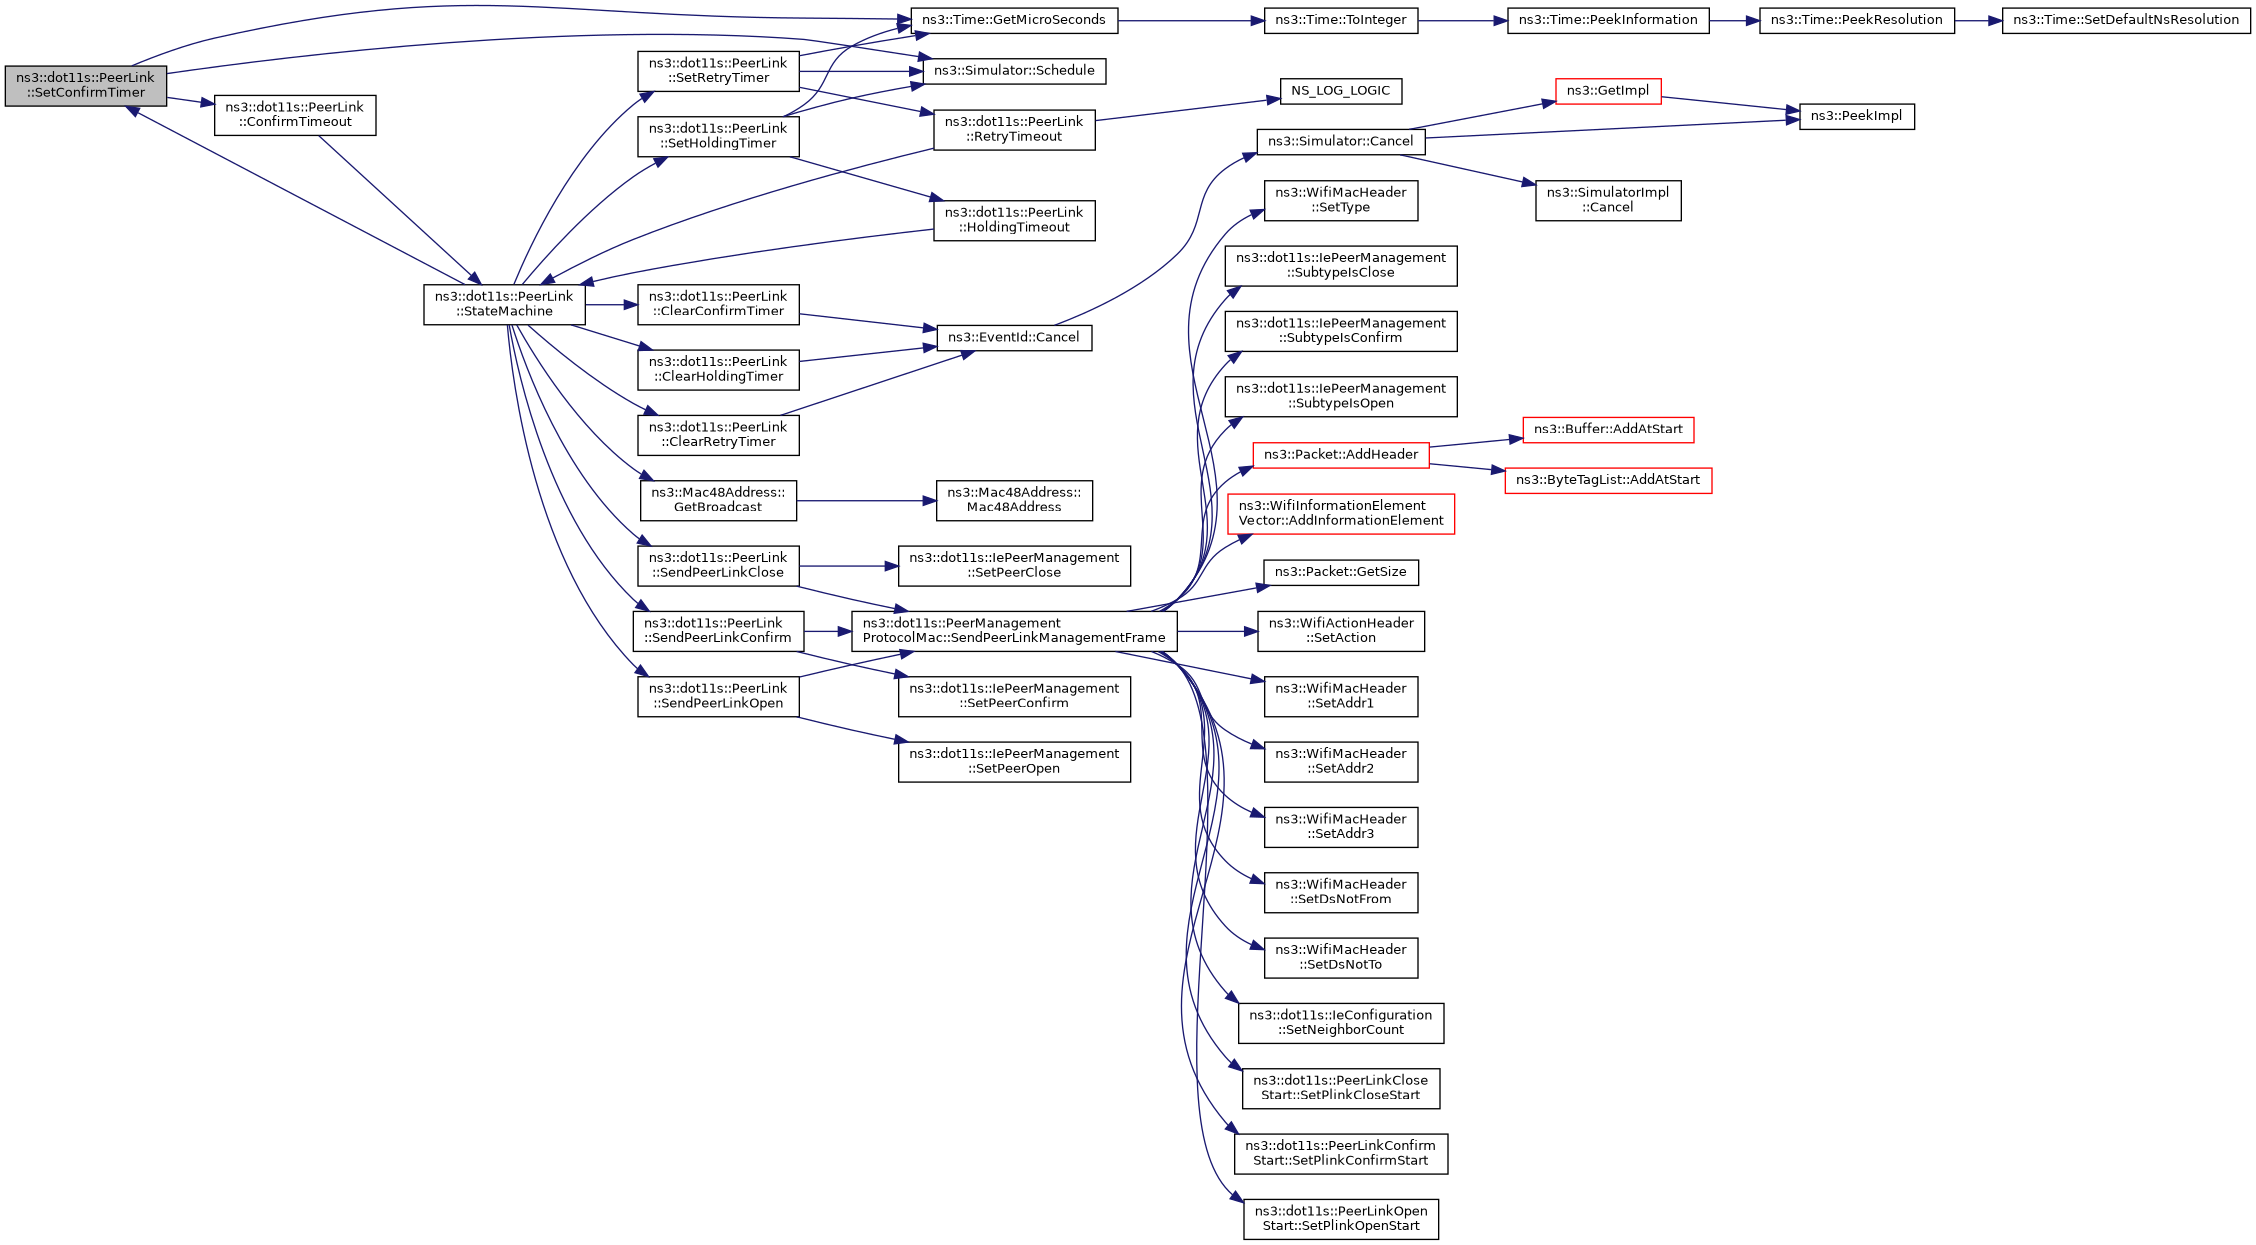 ns3::dot11s::PeerLink
::SetConfirmTimer
ns3::dot11s::PeerLink
::ConfirmTimeout
ns3::dot11s::PeerLink
::StateMachine
ns3::dot11s::PeerLink
::SetRetryTimer
ns3::dot11s::PeerLink
::SetHoldingTimer
ns3::dot11s::PeerLink
::ClearConfirmTimer
ns3::dot11s::PeerLink
::ClearHoldingTimer
ns3::dot11s::PeerLink
::ClearRetryTimer
ns3::Mac48Address::
GetBroadcast
ns3::dot11s::PeerLink
::SendPeerLinkClose
ns3::dot11s::PeerLink
::SendPeerLinkConfirm
ns3::dot11s::PeerLink
::SendPeerLinkOpen
ns3::Time::GetMicroSeconds
ns3::Simulator::Schedule
ns3::dot11s::PeerLink
::RetryTimeout
ns3::dot11s::PeerLink
::HoldingTimeout
ns3::EventId::Cancel
ns3::Mac48Address::
Mac48Address
ns3::dot11s::IePeerManagement
::SetPeerClose
ns3::dot11s::PeerManagement
ProtocolMac::SendPeerLinkManagementFrame
ns3::dot11s::IePeerManagement
::SetPeerConfirm
ns3::dot11s::IePeerManagement
::SetPeerOpen
ns3::Time::ToInteger
NS_LOG_LOGIC
ns3::Simulator::Cancel
ns3::WifiMacHeader
::SetType
ns3::dot11s::IePeerManagement
::SubtypeIsClose
ns3::dot11s::IePeerManagement
::SubtypeIsConfirm
ns3::dot11s::IePeerManagement
::SubtypeIsOpen
ns3::Packet::AddHeader
ns3::WifiInformationElement
Vector::AddInformationElement
ns3::Packet::GetSize
ns3::WifiActionHeader
::SetAction
ns3::WifiMacHeader
::SetAddr1
ns3::WifiMacHeader
::SetAddr2
ns3::WifiMacHeader
::SetAddr3
ns3::WifiMacHeader
::SetDsNotFrom
ns3::WifiMacHeader
::SetDsNotTo
ns3::dot11s::IeConfiguration
::SetNeighborCount
ns3::dot11s::PeerLinkClose
Start::SetPlinkCloseStart
ns3::dot11s::PeerLinkConfirm
Start::SetPlinkConfirmStart
ns3::dot11s::PeerLinkOpen
Start::SetPlinkOpenStart
ns3::Time::PeekInformation
ns3::GetImpl
ns3::SimulatorImpl
::Cancel
ns3::Buffer::AddAtStart
ns3::ByteTagList::AddAtStart
ns3::Time::PeekResolution
ns3::PeekImpl
ns3::Time::SetDefaultNsResolution